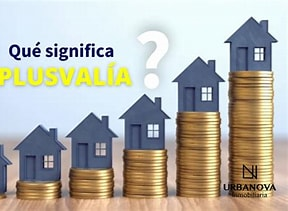 Qué significa
PLUSVALÍA
?
URBANOVA
Inmobiliaria